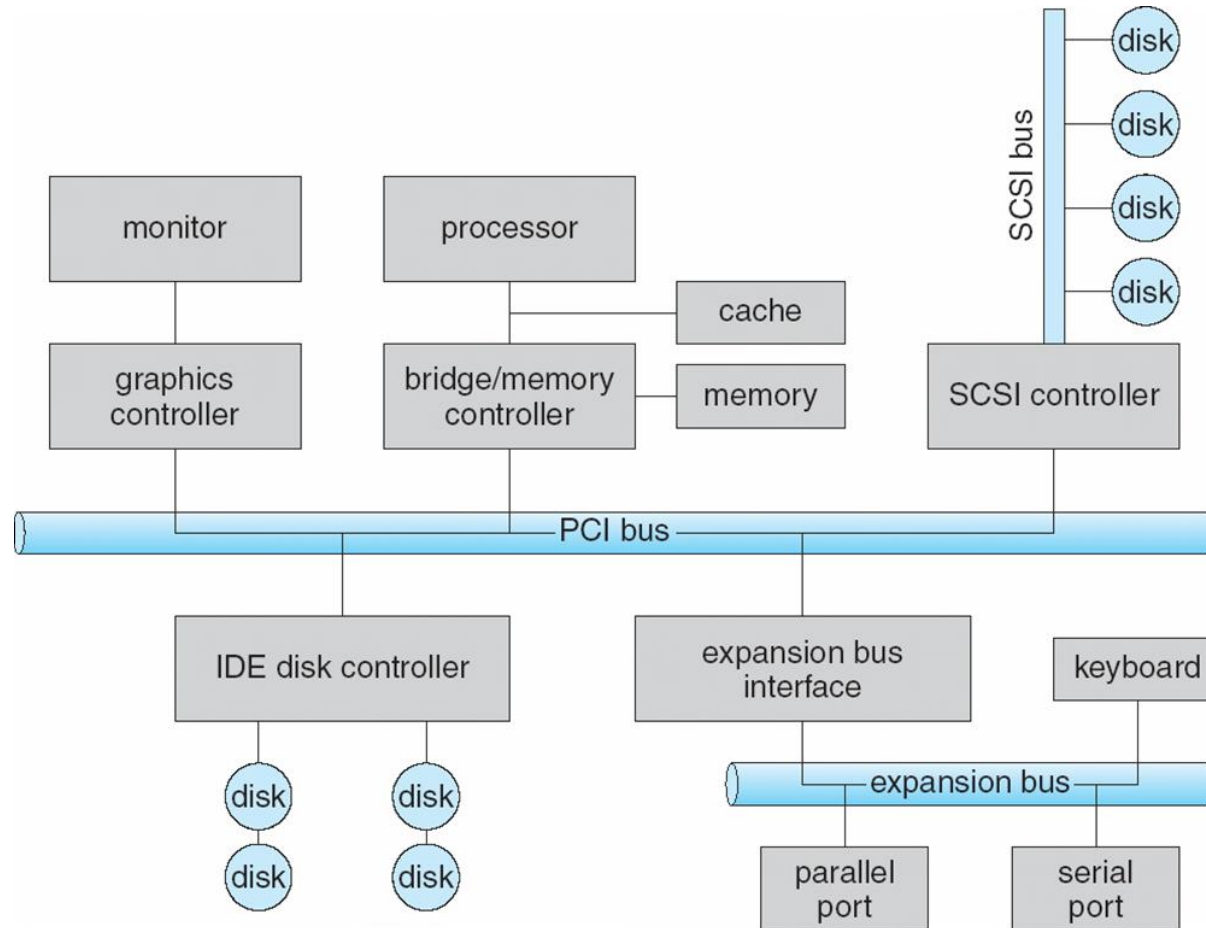 disk
disk
disk
disk
SCSI bus
monitor
processor
cache
graphics
controller
bridge/memory
controller
memory
SCSI controller
PCI bus
IDE disk controller
expansion bus
interface
keyboard
disk
disk
disk
disk
expansion bus
parallel
port
serial
port